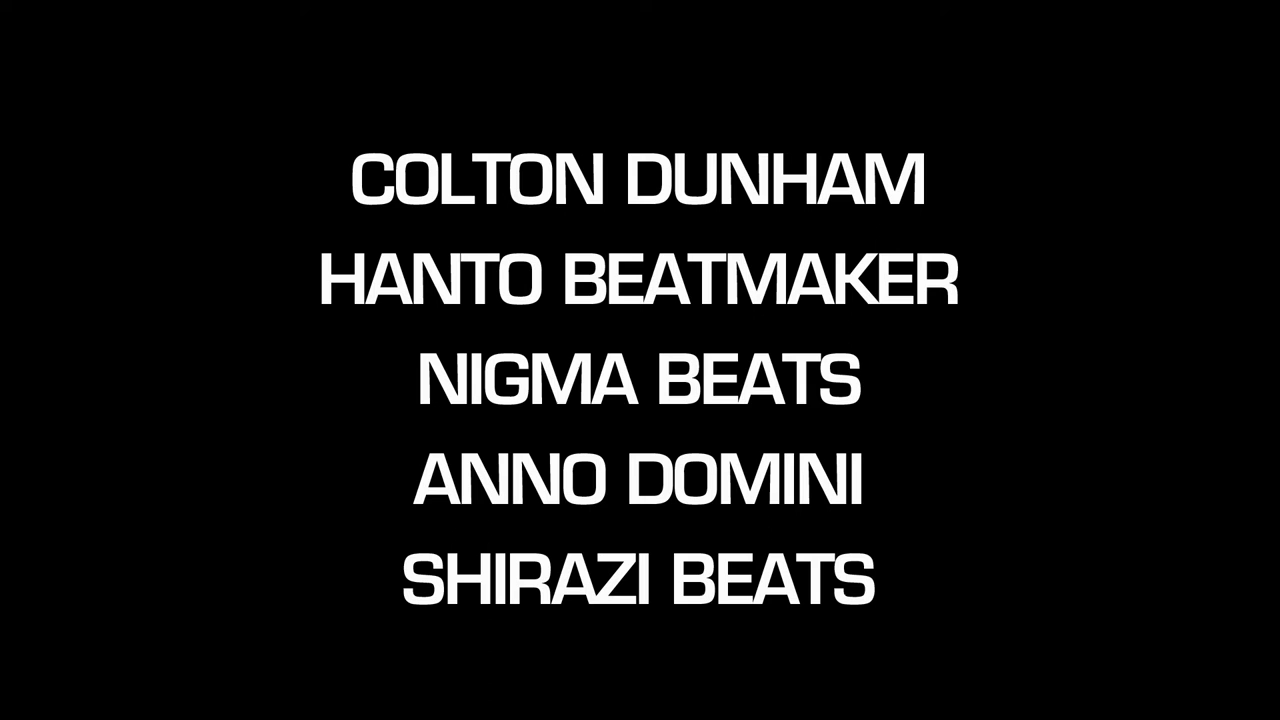 COLTON DUNHAM
HANTO BEATMAKER
NIGMA BEATS
ANNO DOMINI
SHIRAZI BEATS